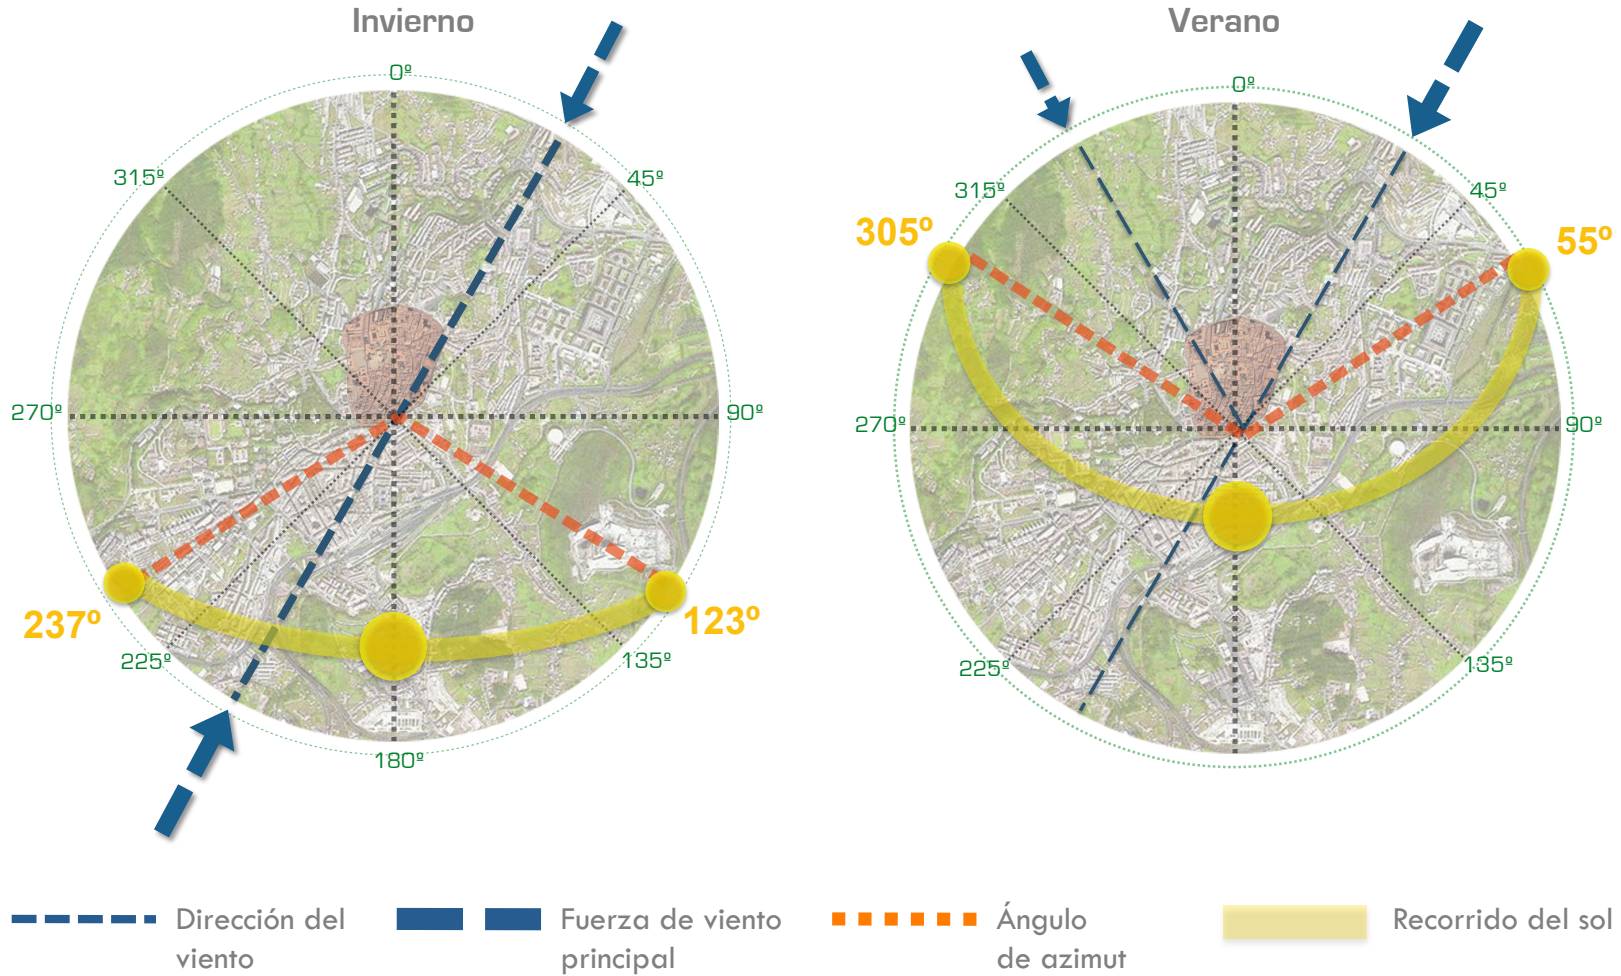 Invierno
0º
45º
315º
270º
90º
237º
123º
225º
135º
180º
Verano
0º
315º
45º
305º
55º
270º
90º
225º
135º
Dirección del
viento
Fuerza de viento
principal
Ángulo
de azimut
Recorrido del sol